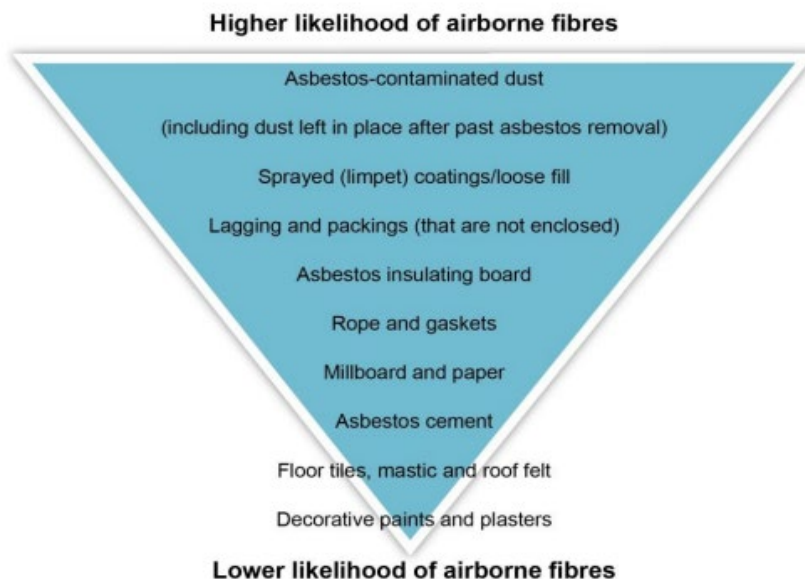 Higher likelihood of airborne fibres
Asbestos-contaminated dust
(including dust left in place after past asbestos removal)
Sprayed (limpet) coatings/loose fill
Lagging and packings (that are not enclosed)
Asbestos insulating board
Rope and gaskets
Millboard and paper
Asbestos cement
Floor tiles, mastic and roof felt
Decorative paints and plasters
Lower likelihood of airborne fibres